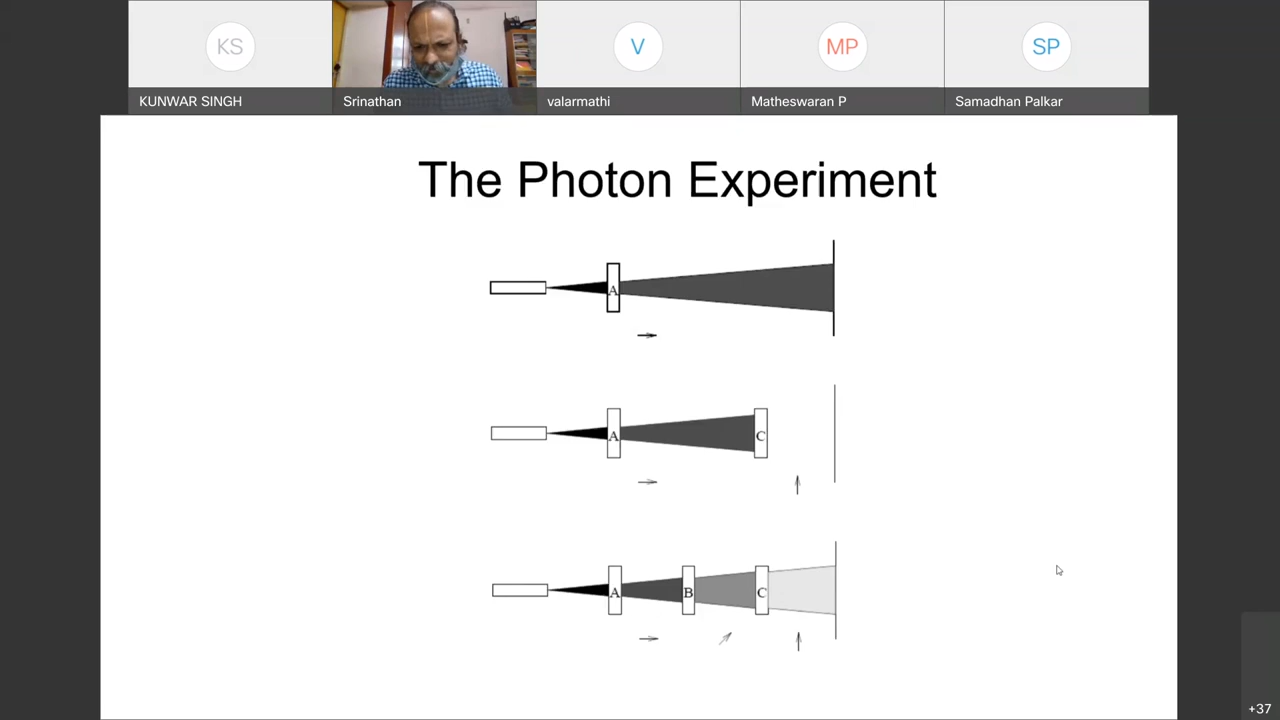 KS
V
MP
SP
KUNWAR SINGH
Srinathan
valarmathi
Matheswaran P
Samadhan Palkar
The Photon Experiment
A
A
C
A
B
C
+37